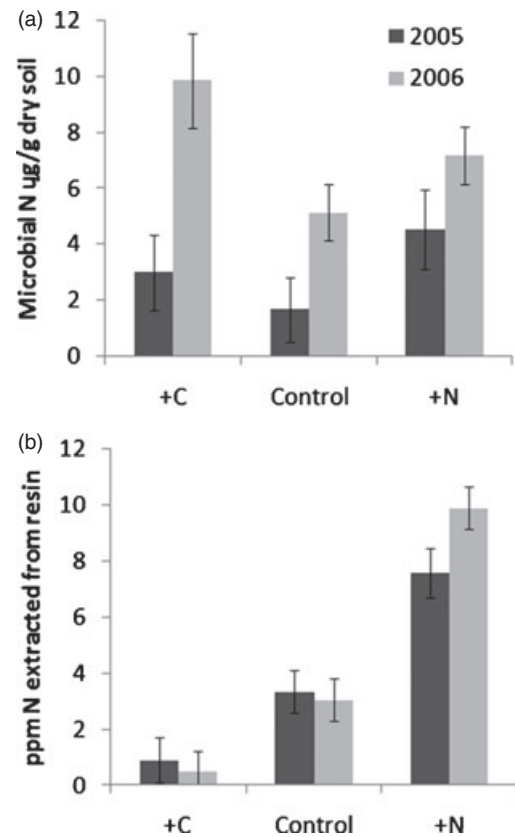 (a)
12
10
8
6
4
2
0
Microbial N ug/g dry soil
2005
2006
+C Control +N
(b)
12
10
8
6
4
2
0
ppm N extracted from resin
+C Control +N